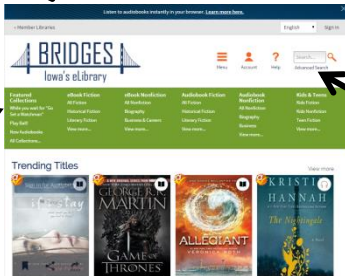 Listen to audiobooks instantly in your browser. Learn more here.
‹ Member Libraries
English
Sign In
BRIDGES
Iowa's eLibrary
Menu
Account
Help
Search...
Advanced Search
Featured Collections
While you wait for "Go Set a Watchman"
Play Ball!
New Audiobooks
All Collections...
eBook Fiction
All Fiction
Historical Fiction
Literary Fiction
View more...
eBook Nonfiction
All Nonfiction
Biography
Business & Careers
View more...
Audiobook Fiction
All Fiction
Historical Fiction
Literary Fiction
View more...
Audiobook Nonfiction
All Nonfiction
Biography
Business
View more...
Kids & Teens
Kids Fiction
Kids Nonfiction
Teen Fiction
View more...
Trending Titles
View more
if i stay
GEORGE R. R.
MARTIN
A GAME OF
THRONES
ALLEGIANT
VERONICA ROTH
KRISTIN
HANNAH
The Nightingale